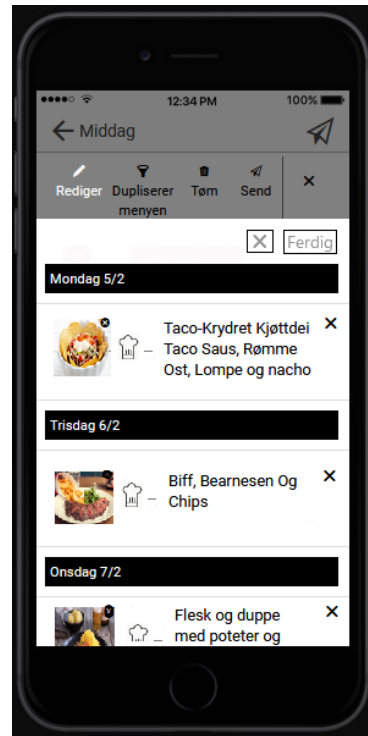 12:34 PM 100%
Middag
Rediger Dupliserer menyen Tøm Send
Ferdig
Mondag 5/2
Taco-Krydret Kjøttdei
Taco Saus, Rømme
Ost, Lompe og nacho
Trisdag 6/2
Biff, Bearnesen Og
Chips
Onsdag 7/2
Flesk og duppe
med poteter og